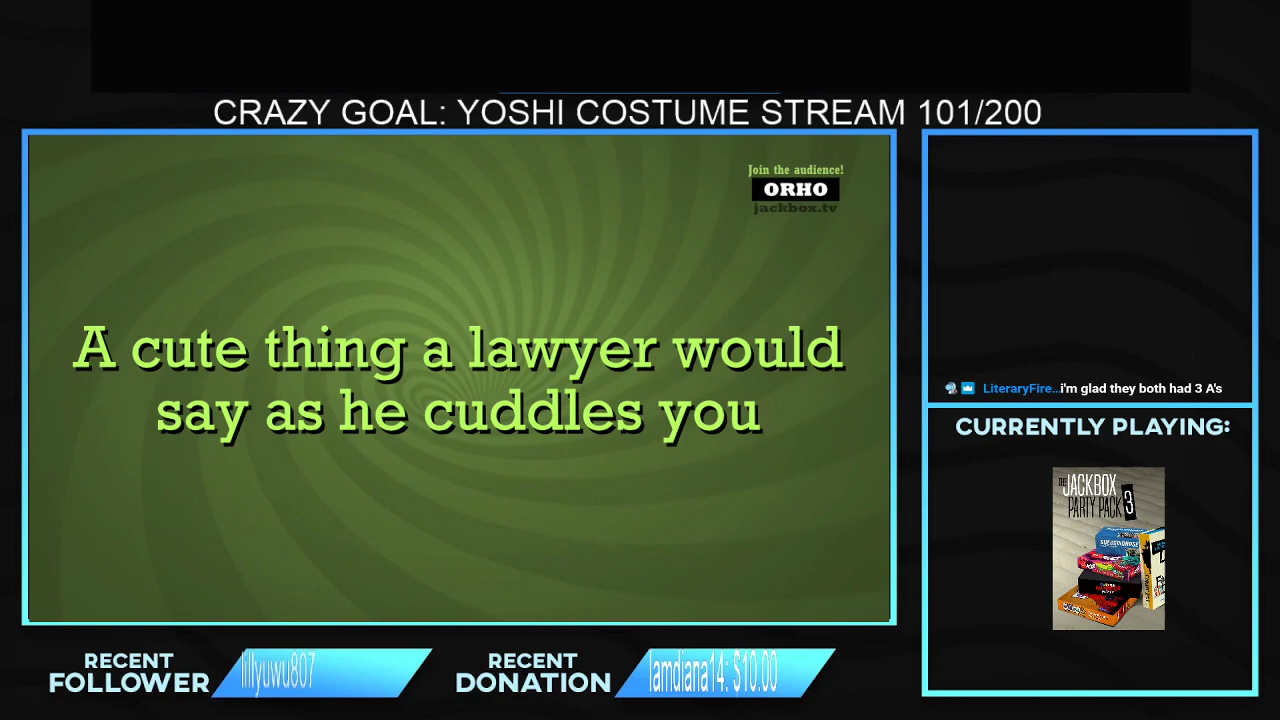 CRAZY GOAL: YOSHI COSTUME STREAM 101/200
Join the audience!
ORHO
jackbox.tv
A cute thing a lawyer would
say as he cuddles you
LiteraryFire... i'm glad they both had 3 A's
CURRENTLY PLAYING:
THE
JACKBOX
PARTY PACK 3
RECENT
FOLLOWER
lillyuwu807
RECENT
DONATION
Iamdiana14: $10.00